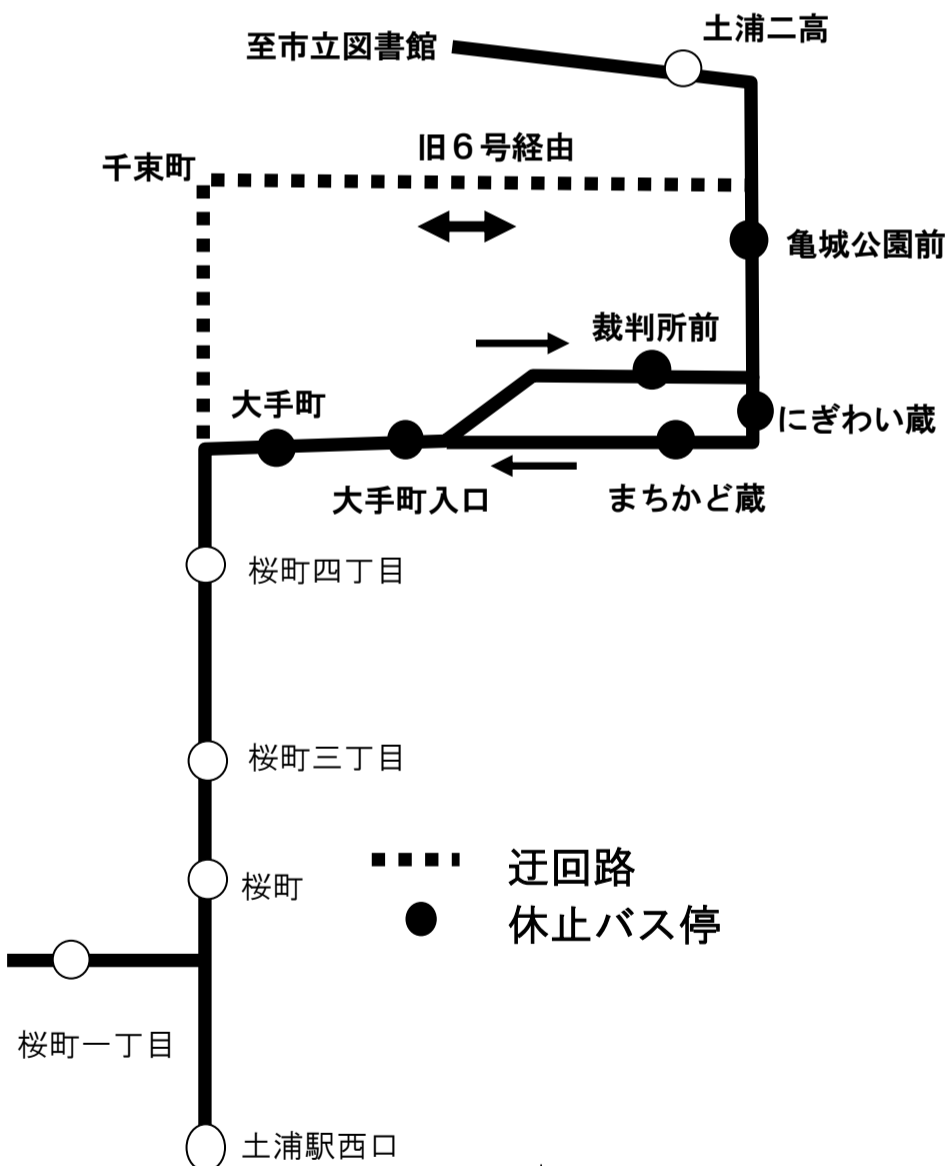 土浦二高
至市立図書館
旧６号経由
千束町
亀城公園前
裁判所前
大手町
にぎわい蔵
大手町入口
まちかど蔵
桜町四丁目
桜町三丁目
迂回路
桜町
休止バス停
桜町一丁目
土浦駅西口